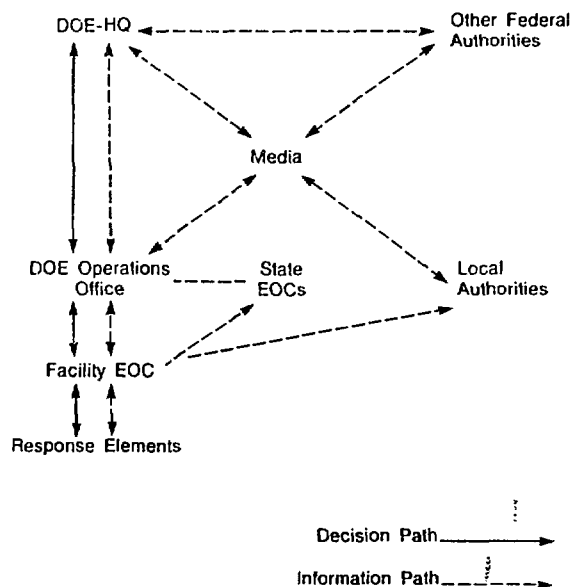 DOE-HQ
Other Federal
Authorities
Media
DOE Operations
Office
State
EOCs
Local
Authorities
Facility EOC
Response Elements
Decision Path
Information Path